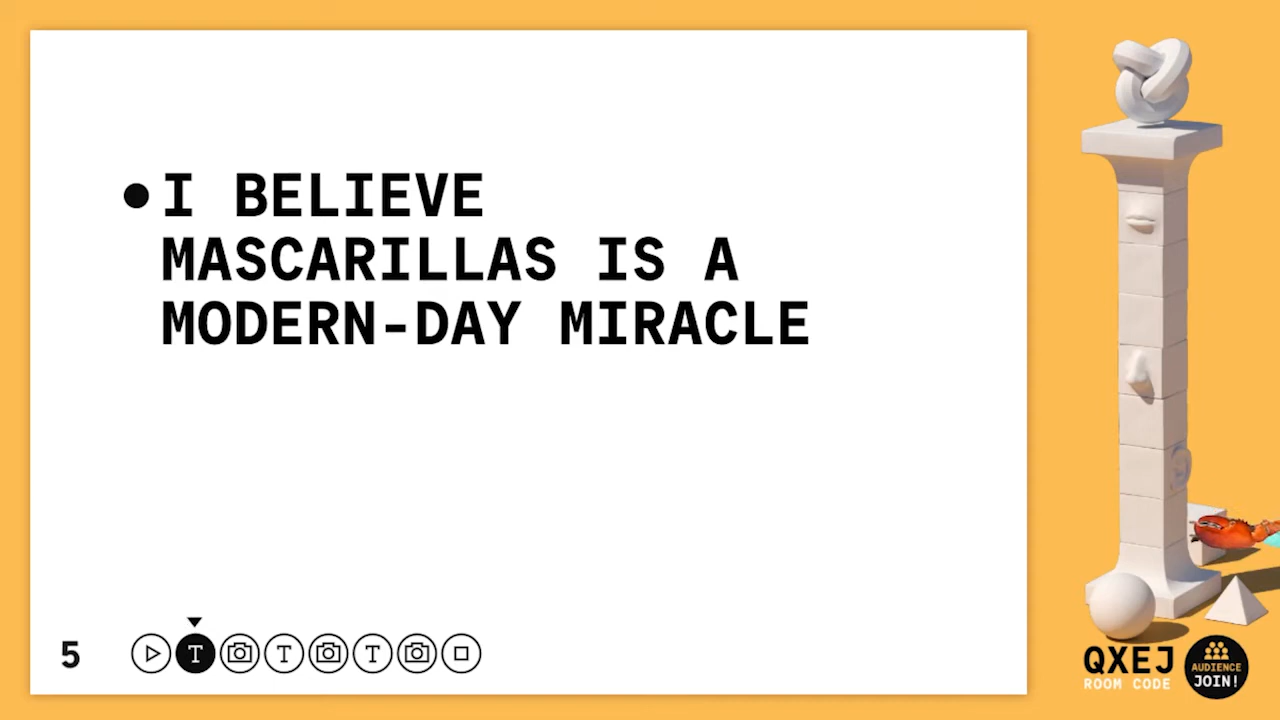 I BELIEVE
MASCARILLAS IS A
MODERN-DAY MIRACLE
5
T T T
QXEJ
ROOM CODE
AUDIENCE
JOIN!